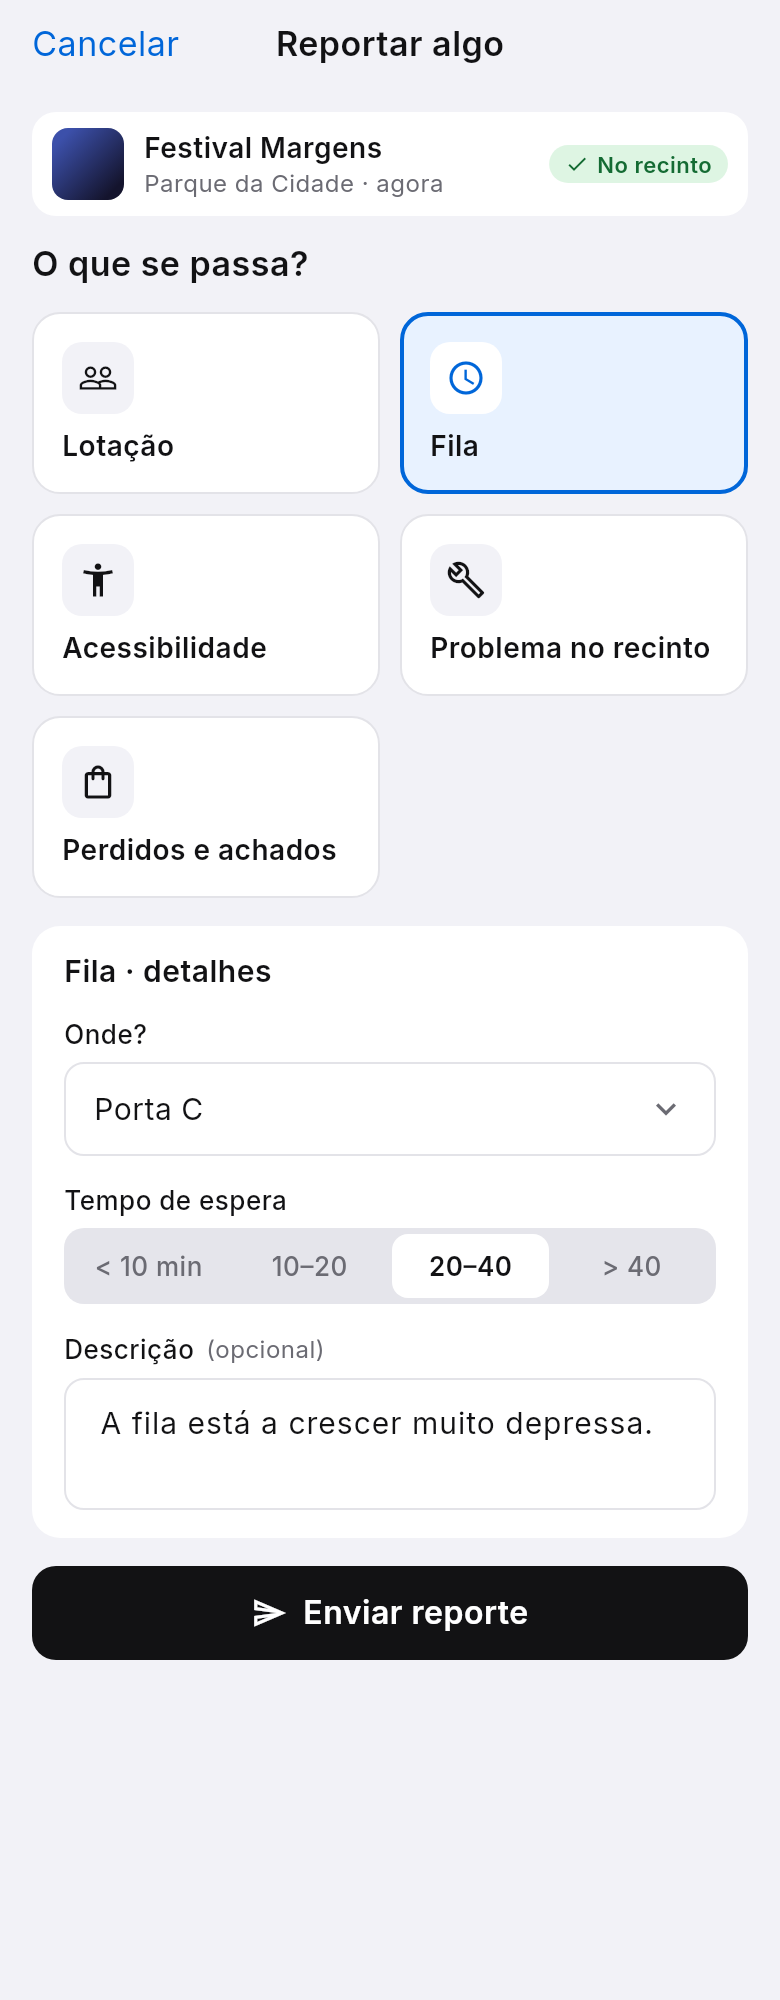 Cancelar
Reportar algo
Festival Margens
Parque da Cidade · agora
No recinto
O que se passa?
Lotação
Fila
Acessibilidade
Problema no recinto
Perdidos e achados
Fila · detalhes
Onde?
Porta C
Tempo de espera
< 10 min
10–20
20–40
> 40
Descrição (opcional)
A fila está a crescer muito depressa.
Enviar reporte